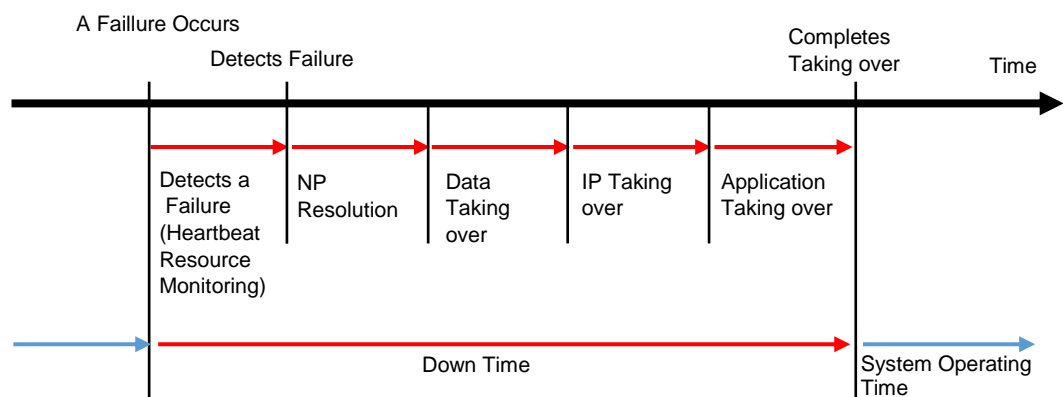 A Faillure Occurs
Detects Failure
Completes
Taking over
Time
Detects a
Failure
(Heartbeat
Resource
Monitoring)
NP
Resolution
Data
Taking
over
IP Taking
over
Application
Taking over
Down Time
System Operating
Time